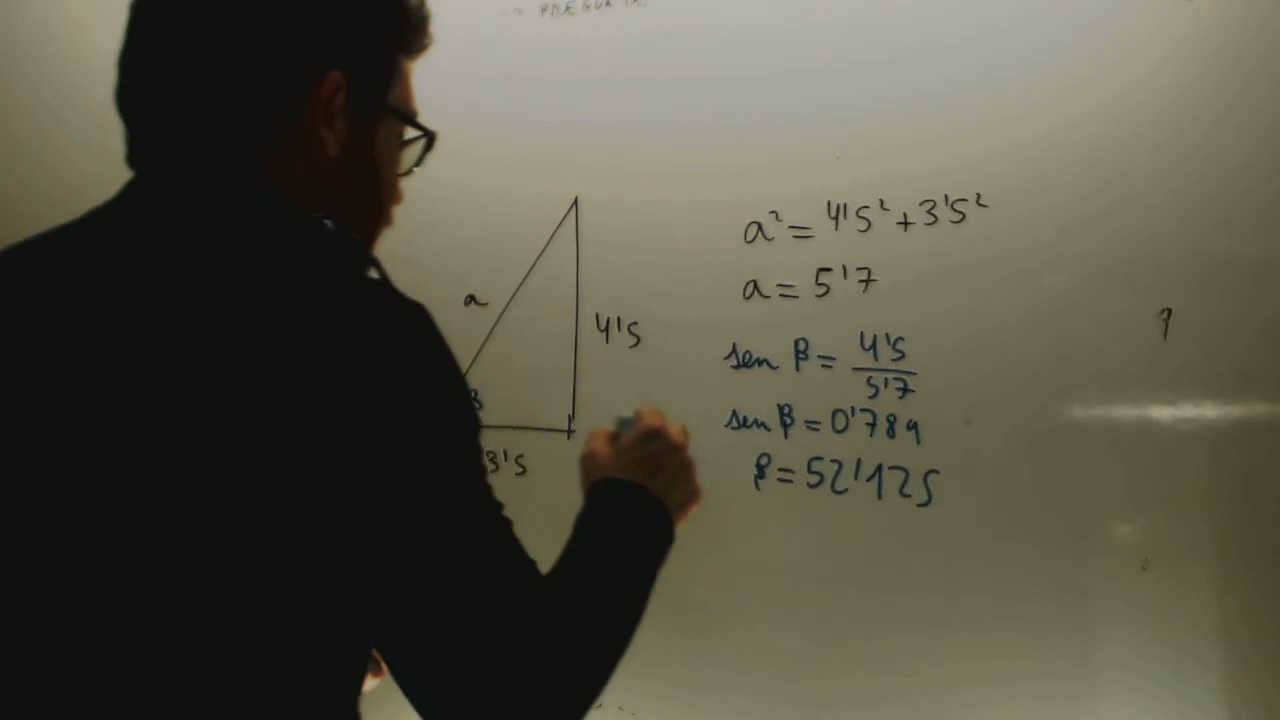 a
4'5
β
3'5
a² = 4'5² + 3'5²
a = 5'7
sen β = 4'5 / 5'7
sen β = 0'789
β = 52'125